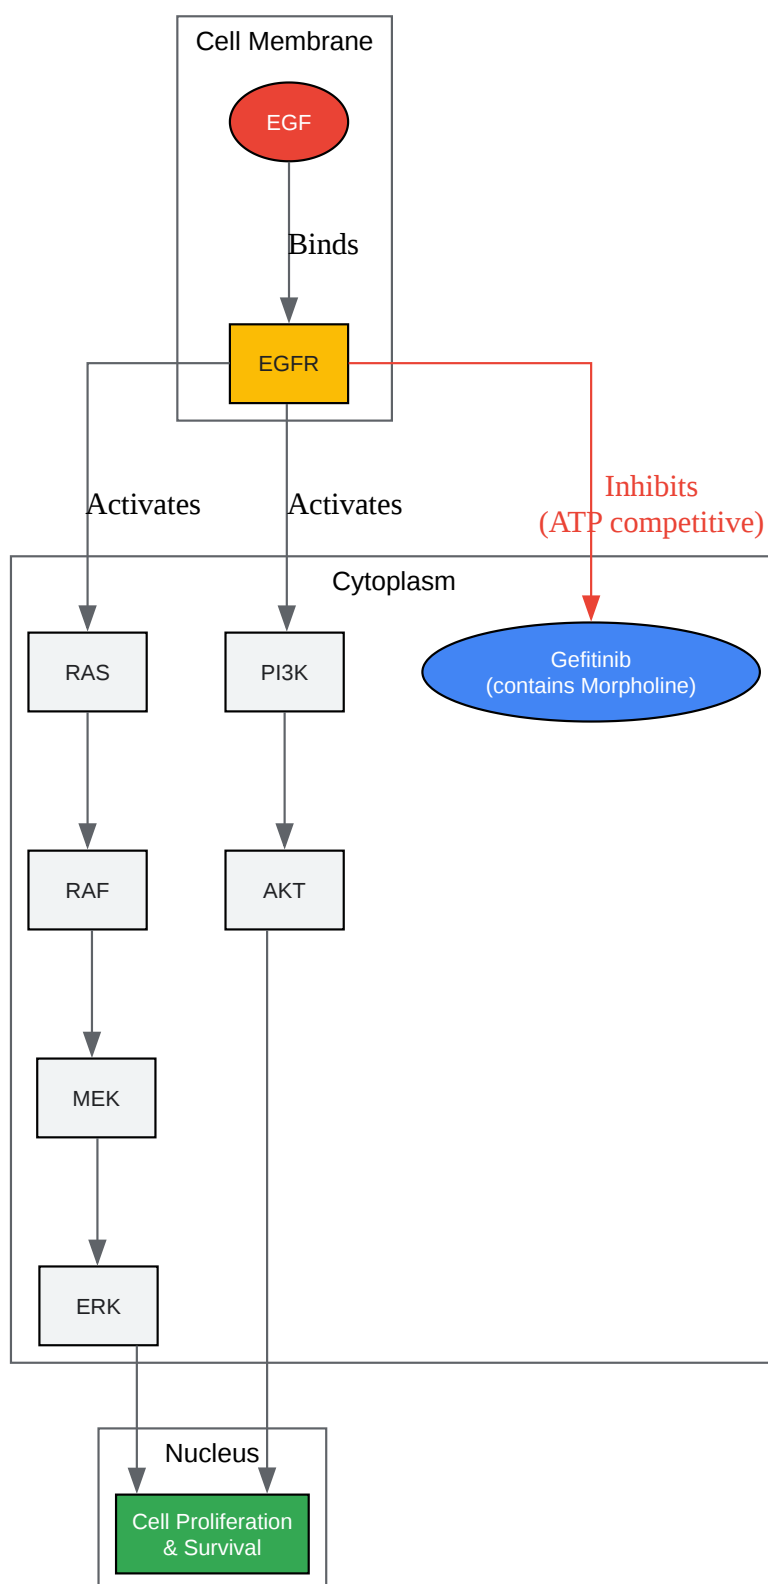 Cell Membrane
EGF
Binds
EGFR
Activates
Activates
Inhibits
(ATP competitive)
Cytoplasm
RAS
PI3K
Gefitinib
(contains Morpholine)
RAF
AKT
MEK
ERK
Nucleus
Cell Proliferation
& Survival